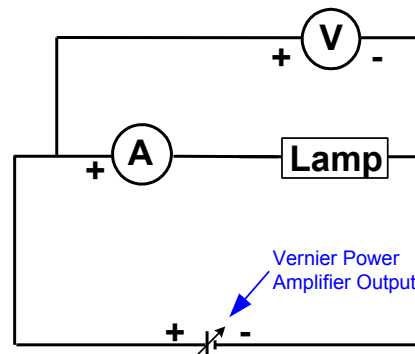 V
+ -
A
Lamp
+
Vernier Power
Amplifier Output
+ -